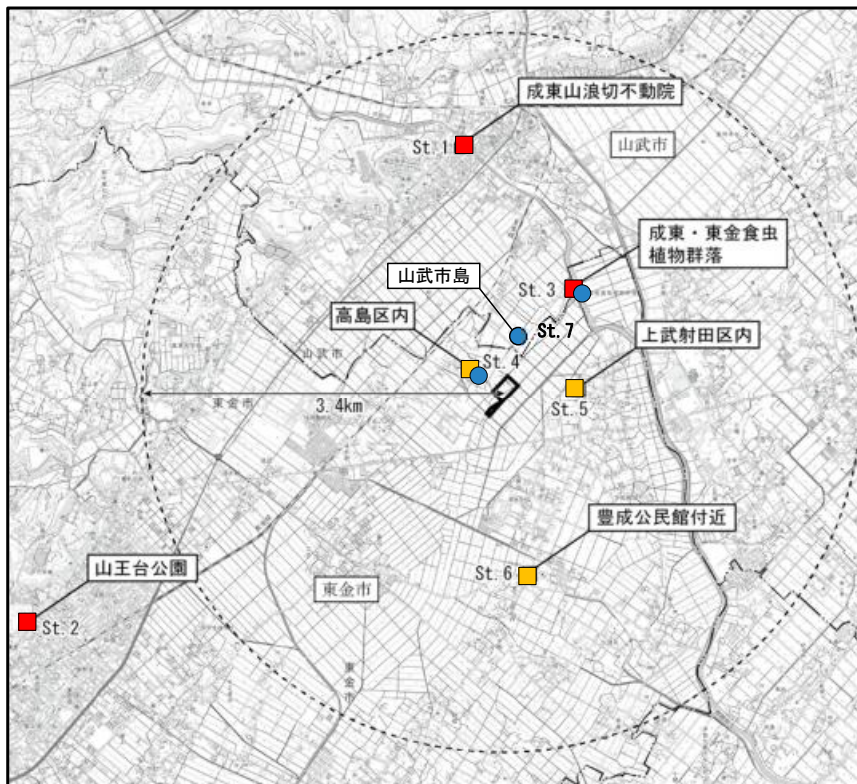 成東山浪切不動院
St.1
山武市
成東・東金食虫
植物群落
St.3
山武市島
St.7
高島区内
St.4
山武市
上武射田区内
St.5
東金市
3.4km
豊成公民館付近
St.6
山王台公園
St.2
東金市
東金市